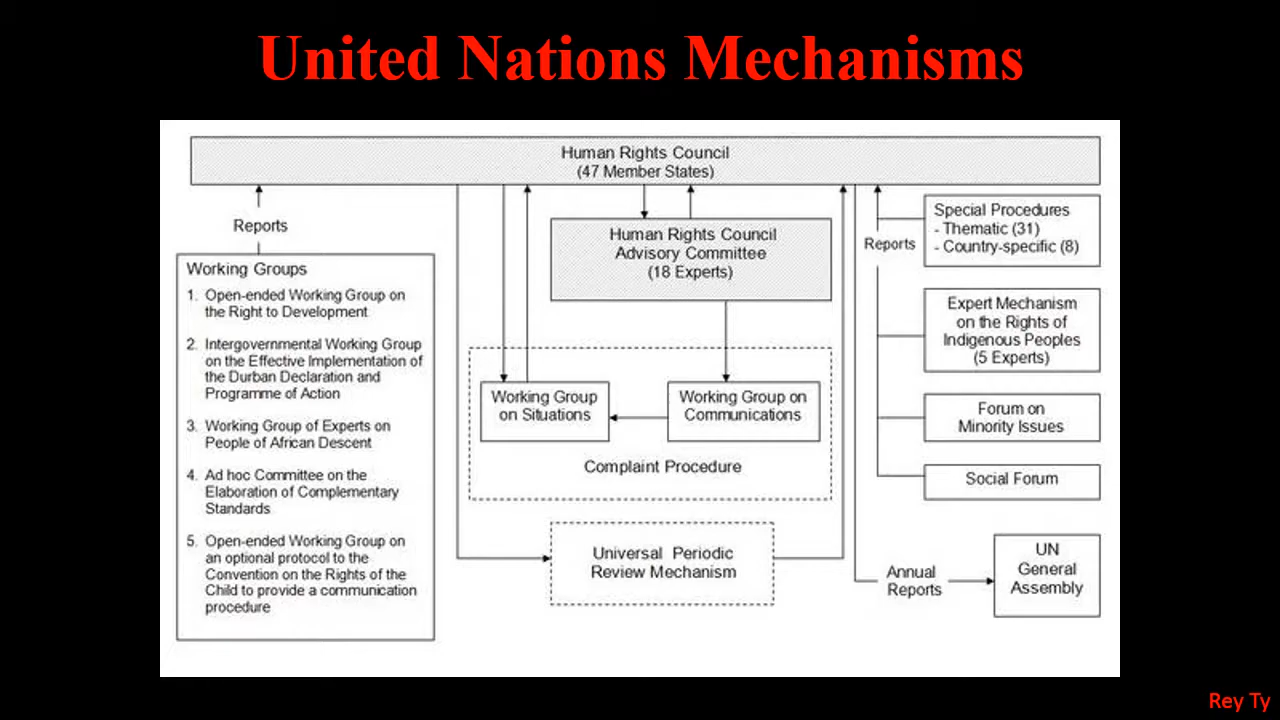 United Nations Mechanisms
Human Rights Council
(47 Member States)
Reports
Working Groups
1. Open-ended Working Group on
the Right to Development
2. Intergovernmental Working Group
on the Effective Implementation of
the Durban Declaration and
Programme of Action
3. Working Group of Experts on
People of African Descent
4. Ad hoc Committee on the
Elaboration of Complementary
Standards
5. Open-ended Working Group on
an optional protocol to the
Convention on the Rights of the
Child to provide a communication
procedure
Human Rights Council
Advisory Committee
(18 Experts)
Working Group
on Situations
Working Group on
Communications
Complaint Procedure
Universal Periodic
Review Mechanism
Reports
Special Procedures
- Thematic (31)
- Country-specific (8)
Expert Mechanism
on the Rights of
Indigenous Peoples
(5 Experts)
Forum on
Minority Issues
Social Forum
Annual
Reports
UN
General
Assembly
Rey Ty